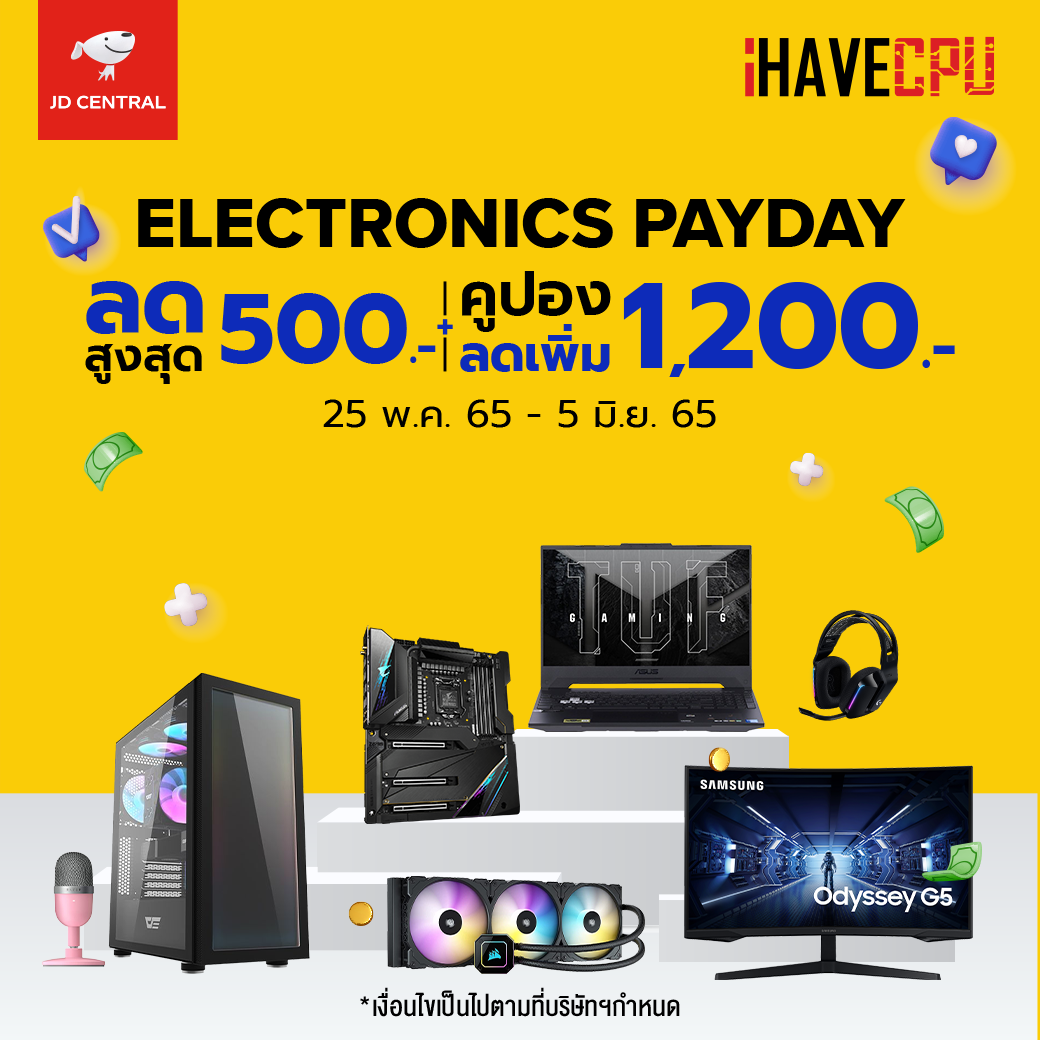 JD CENTRAL
iHAVECPU
ELECTRONICS PAYDAY
ลดสูงสุด 500.- + คูปองลดเพิ่ม 1,200.-
25 พ.ค. 65 - 5 มิ.ย. 65
TUF
GAMING
ASUS
SAMSUNG
Odyssey G5
*เงื่อนไขเป็นไปตามที่บริษัทฯกำหนด